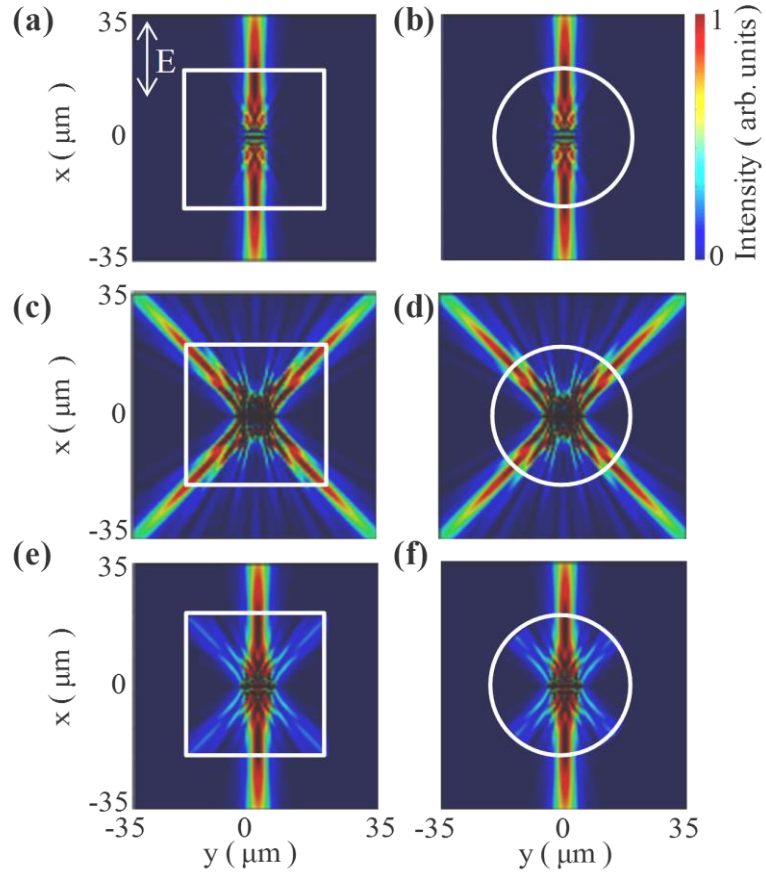 (a)
(b)
E
35
0
-35
x ( μm )
1
0
Intensity ( arb. units)
(c)
(d)
35
0
-35
x ( μm )
(e)
(f)
35
0
-35
x ( μm )
-35
0
35
y ( μm )
-35
0
35
y ( μm )